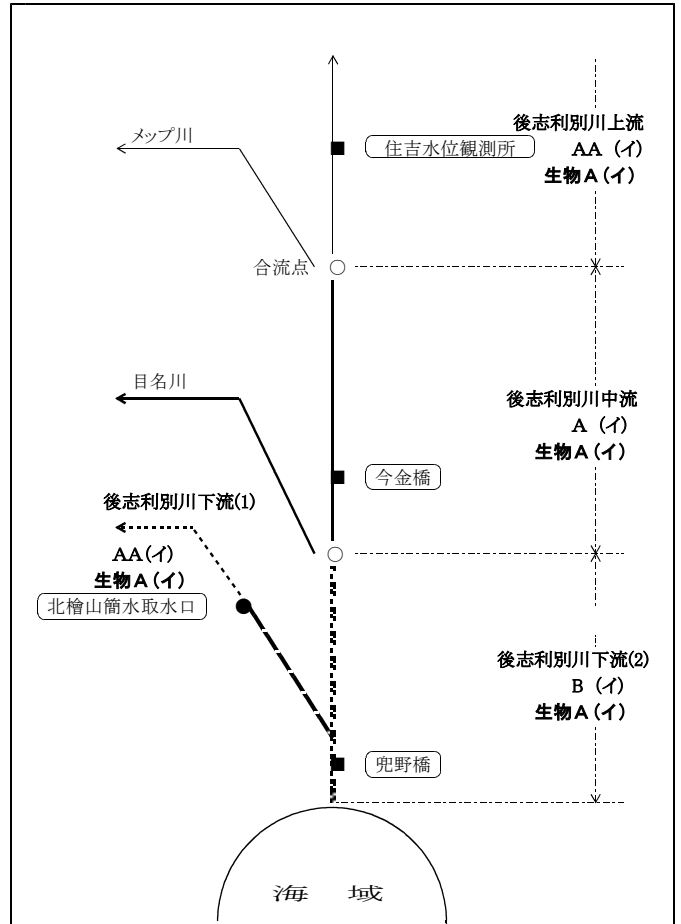 メップ川
住吉水位観測所
後志利別川上流
AA (イ)
生物A(イ)
合流点
目名川
後志利別川中流
A (イ)
生物A(イ)
今金橋
後志利別川下流(1)
AA(イ)
生物A(イ)
北檜山簡水取水口
後志利別川下流(2)
B (イ)
生物A(イ)
兜野橋
海 域